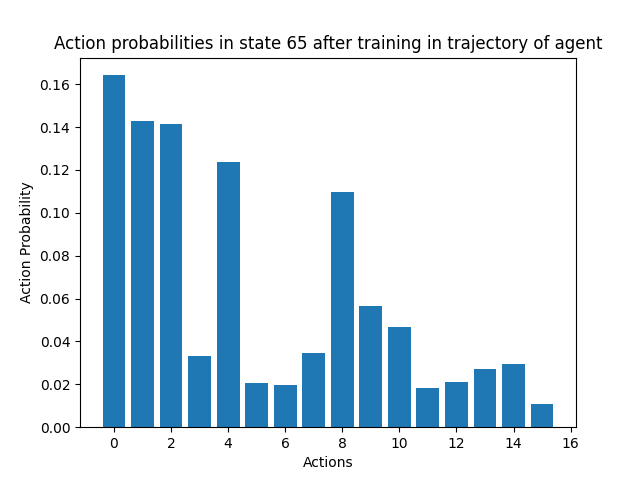 Action probabilities in state 65 after training in trajectory of agent
0.16
0.14
0.12
0.10
0.08
0.06
0.04
0.02
0.00
Action Probability
0 2 4 6 8 10 12 14 16
Actions